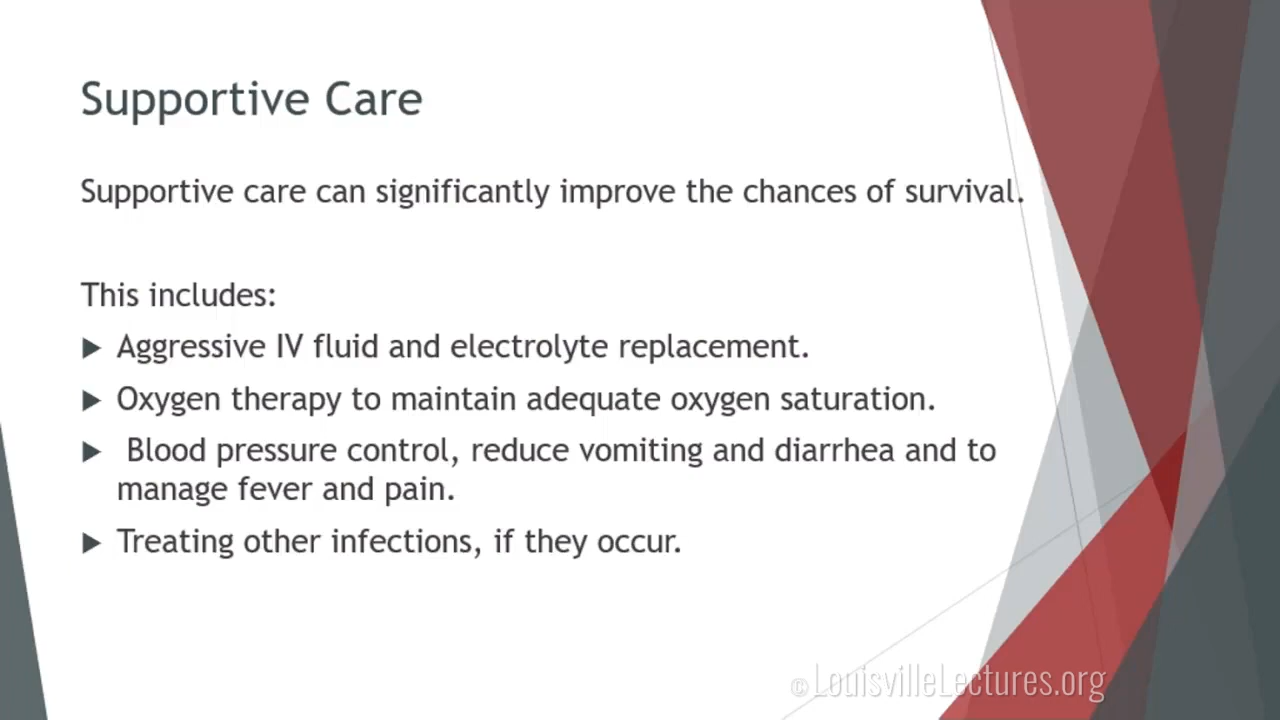 Supportive Care
Supportive care can significantly improve the chances of survival.
This includes:
▶ Aggressive IV fluid and electrolyte replacement.
▶ Oxygen therapy to maintain adequate oxygen saturation.
▶ Blood pressure control, reduce vomiting and diarrhea and to
manage fever and pain.
▶ Treating other infections, if they occur.
©LouisvilleLectures.org